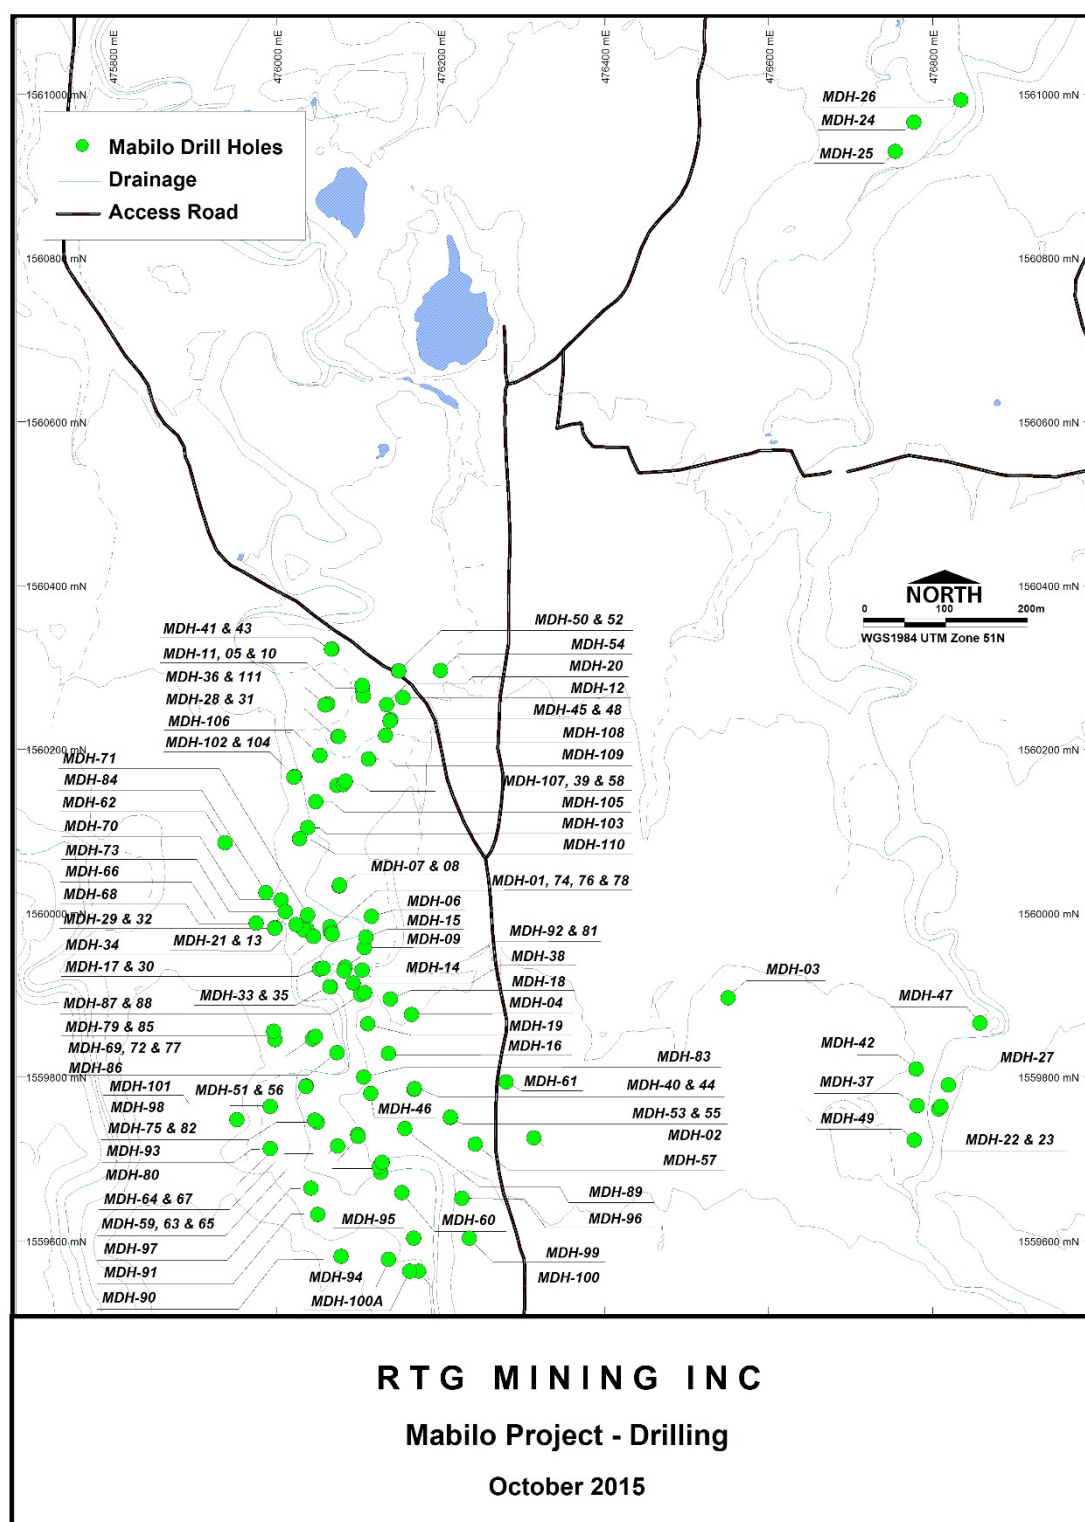 475800 mE
476000 mE
476200 mE
476400 mE
476600 mE
476800 mE
1561000 mN
1561000 mN
Mabilo Drill Holes
Drainage
Access Road
MDH-26
MDH-24
MDH-25
1560800 mN
1560800 mN
1560600 mN
1560600 mN
1560400 mN
1560400 mN
NORTH
0 100 200m
WGS1984 UTM Zone 51N
MDH-41 & 43
MDH-11, 05 & 10
MDH-36 & 111
MDH-28 & 31
MDH-106
MDH-102 & 104
MDH-50 & 52
MDH-54
MDH-20
MDH-12
MDH-45 & 48
MDH-108
MDH-109
MDH-107, 39 & 58
MDH-105
MDH-103
MDH-110
1560200 mN
1560200 mN
MDH-71
MDH-84
MDH-62
MDH-70
MDH-73
MDH-66
MDH-68
MDH-29 & 32
MDH-34
MDH-17 & 30
MDH-87 & 88
MDH-79 & 85
MDH-69, 72 & 77
MDH-86
MDH-101
MDH-98
MDH-75 & 82
MDH-93
MDH-80
MDH-64 & 67
MDH-59, 63 & 65
MDH-97
MDH-91
MDH-90
1560000 mN
1560000 mN
MDH-07 & 08
MDH-01, 74, 76 & 78
MDH-06
MDH-15
MDH-09
MDH-21 & 13
MDH-92 & 81
MDH-38
MDH-14
MDH-18
MDH-33 & 35
MDH-04
MDH-19
MDH-16
MDH-83
MDH-61
MDH-40 & 44
MDH-51 & 56
MDH-46
MDH-53 & 55
MDH-02
MDH-57
MDH-89
MDH-95
MDH-60
MDH-96
MDH-99
MDH-94
MDH-100
MDH-100A
MDH-03
MDH-47
MDH-42
MDH-27
MDH-37
MDH-49
MDH-22 & 23
1559800 mN
1559800 mN
1559600 mN
1559600 mN
RTG MINING INC
Mabilo Project - Drilling
October 2015